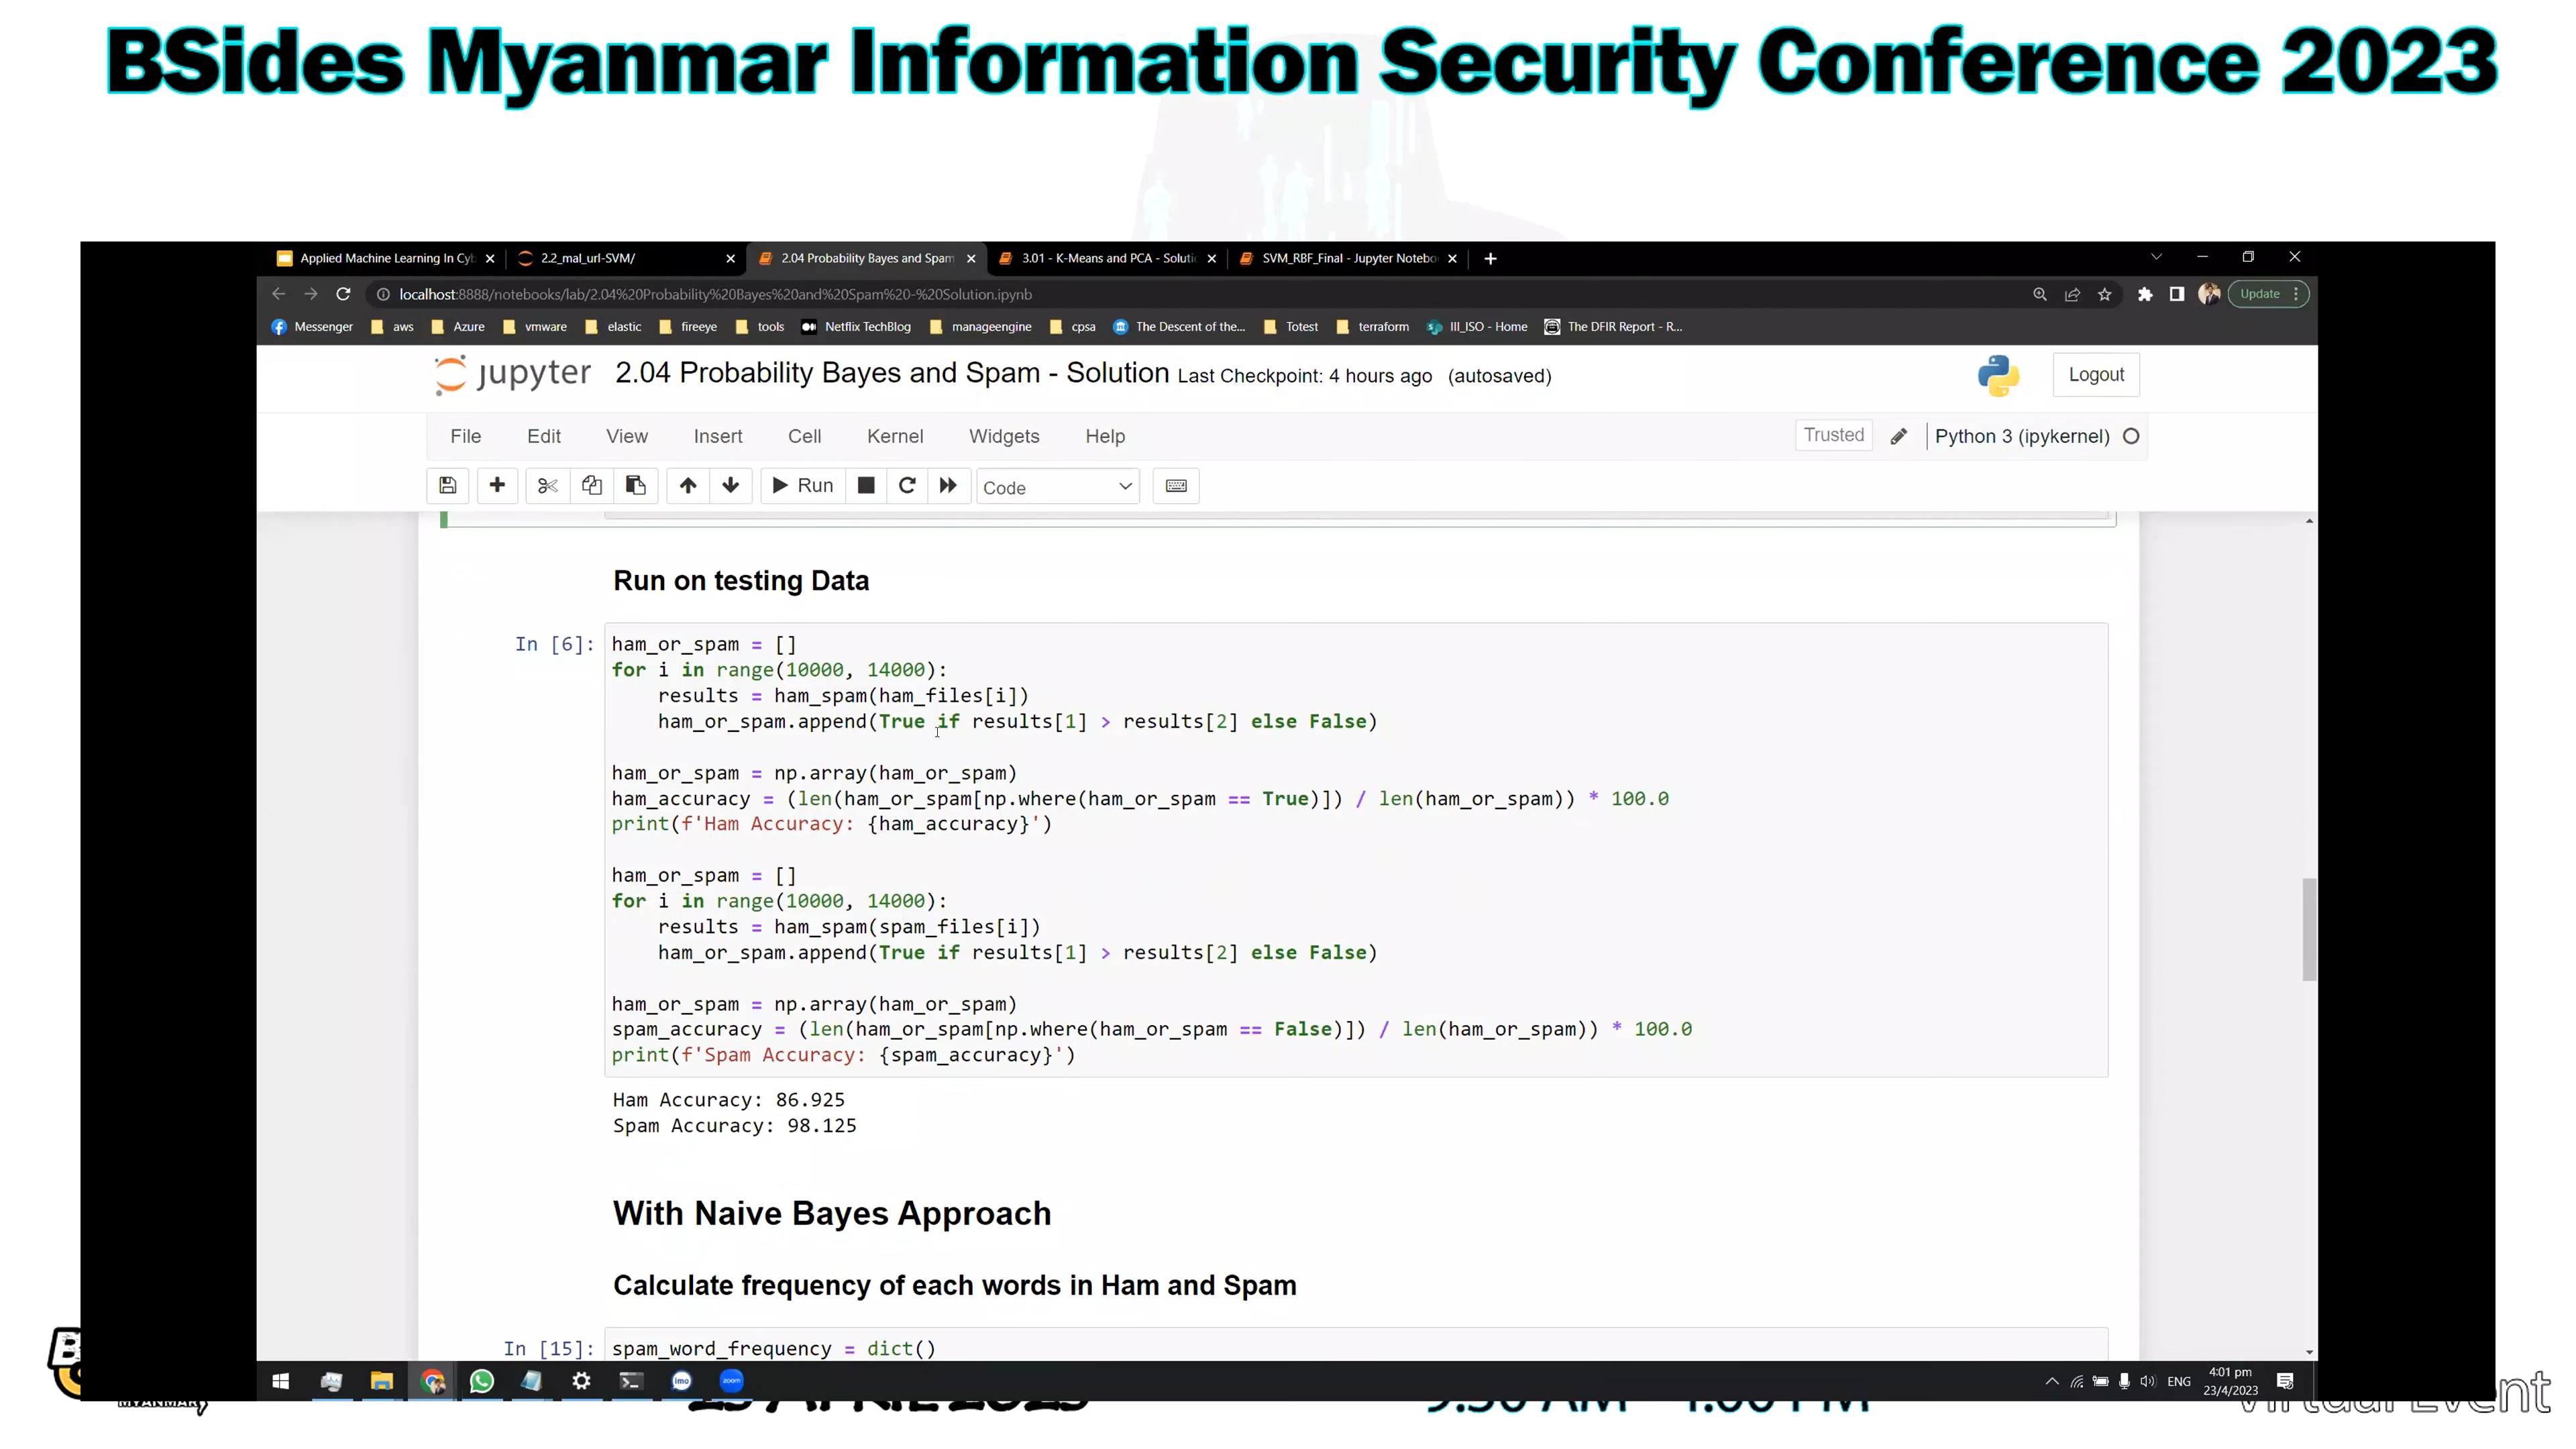 BSides Myanmar Information Security Conference 2023
Applied Machine Learning In Cyb
2.2_mal_url-SVM/
2.04 Probability Bayes and Spam
3.01 - K-Means and PCA - Soluti
SVM_RBF_Final - Jupyter Notebo
localhost:8888/notebooks/lab/2.04%20Probability%20Bayes%20and%20Spam%20-%20Solution.ipynb
Update
Messenger aws Azure vmware elastic fireeye tools Netflix TechBlog manageengine cpsa The Descent of the... Totest terraform III_ISO - Home The DFIR Report - R...
jupyter 2.04 Probability Bayes and Spam - Solution Last Checkpoint: 4 hours ago (autosaved)
Logout
File Edit View Insert Cell Kernel Widgets Help
Trusted
Python 3 (ipykernel)
Run
Code
Run on testing Data
In [6]:
ham_or_spam = []
for i in range(10000, 14000):
    results = ham_spam(ham_files[i])
    ham_or_spam.append(True if results[1] > results[2] else False)
ham_or_spam = np.array(ham_or_spam)
ham_accuracy = (len(ham_or_spam[np.where(ham_or_spam == True)]) / len(ham_or_spam)) * 100.0
print(f'Ham Accuracy: {ham_accuracy}')
ham_or_spam = []
for i in range(10000, 14000):
    results = ham_spam(spam_files[i])
    ham_or_spam.append(True if results[1] > results[2] else False)
ham_or_spam = np.array(ham_or_spam)
spam_accuracy = (len(ham_or_spam[np.where(ham_or_spam == False)]) / len(ham_or_spam)) * 100.0
print(f'Spam Accuracy: {spam_accuracy}')
Ham Accuracy: 86.925
Spam Accuracy: 98.125
With Naive Bayes Approach
Calculate frequency of each words in Ham and Spam
In [15]:
spam_word_frequency = dict()
imo
zoom
ENG
4:01 pm
23/4/2023
MYANMAR